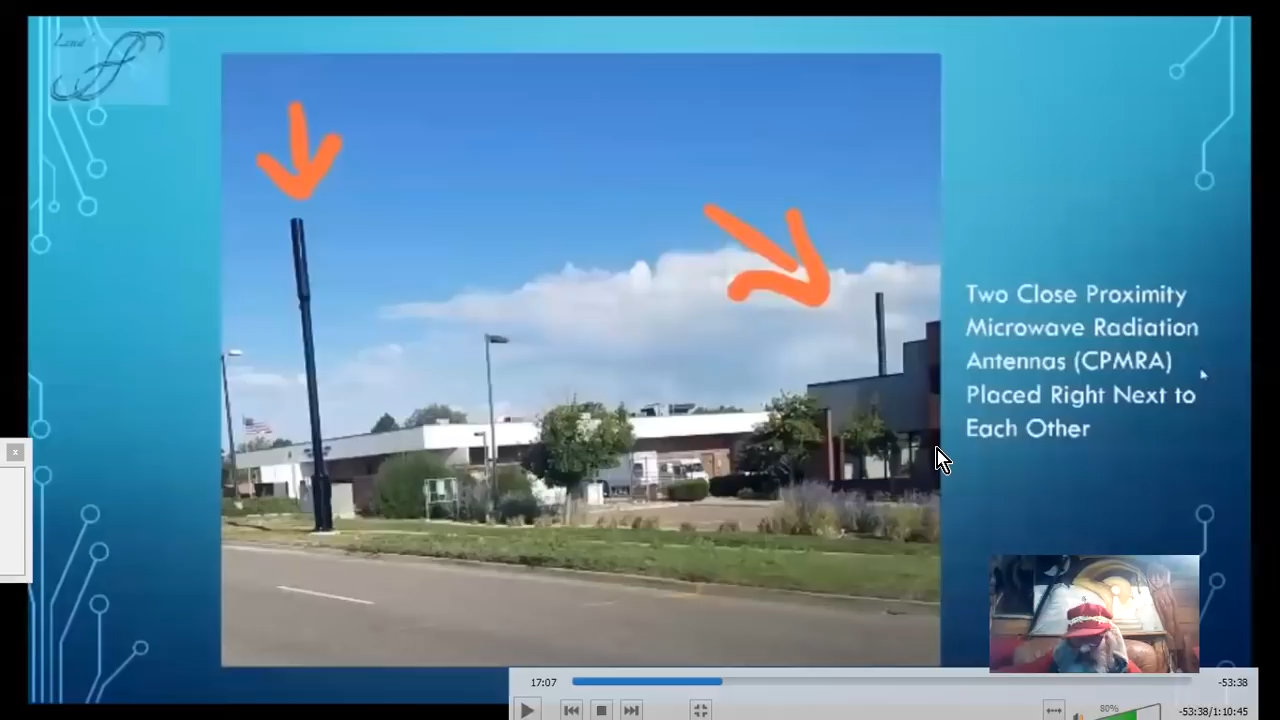 Two Close Proximity
Microwave Radiation
Antennas (CPMRA)
Placed Right Next to
Each Other
17:07
-53:38
80%
-53:38/1:10:45